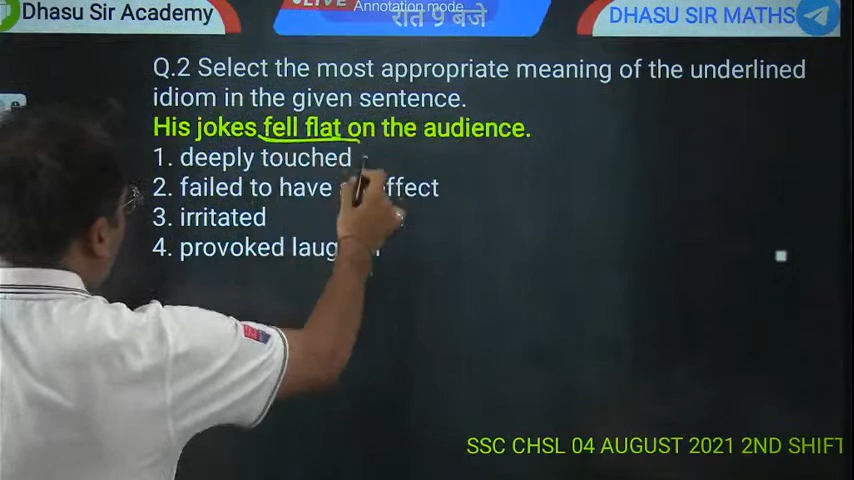 Dhasu Sir Academy
LIVE
Annotation mode
रात 9 बजे
DHASU SIR MATHS
Q.2 Select the most appropriate meaning of the underlined
idiom in the given sentence.
His jokes fell flat on the audience.
1. deeply touched
2. failed to have effect
3. irritated
4. provoked
SSC CHSL 04 AUGUST 2021 2ND SHIFT